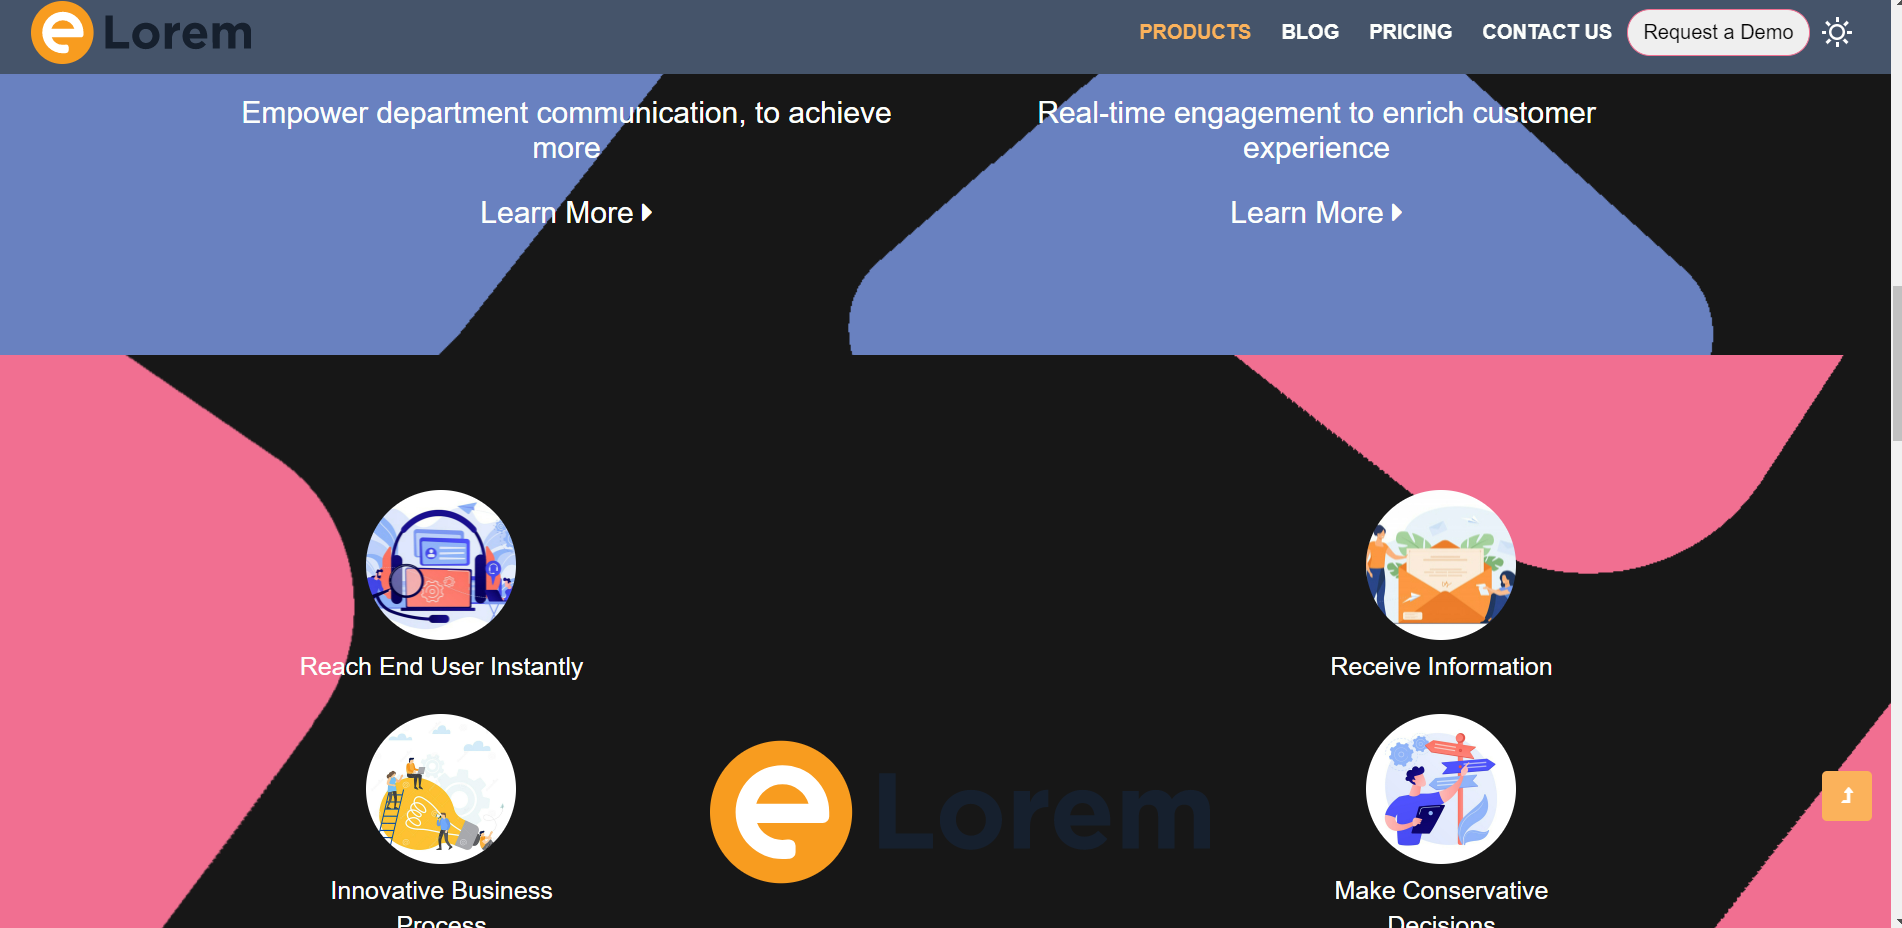 Lorem
PRODUCTS
BLOG
PRICING
CONTACT US
Request a Demo
Empower department communication, to achieve
more
Learn More
Real-time engagement to enrich customer
experience
Learn More
Reach End User Instantly
Receive Information
Innovative Business
Process
Lorem
Make Conservative
Decisions